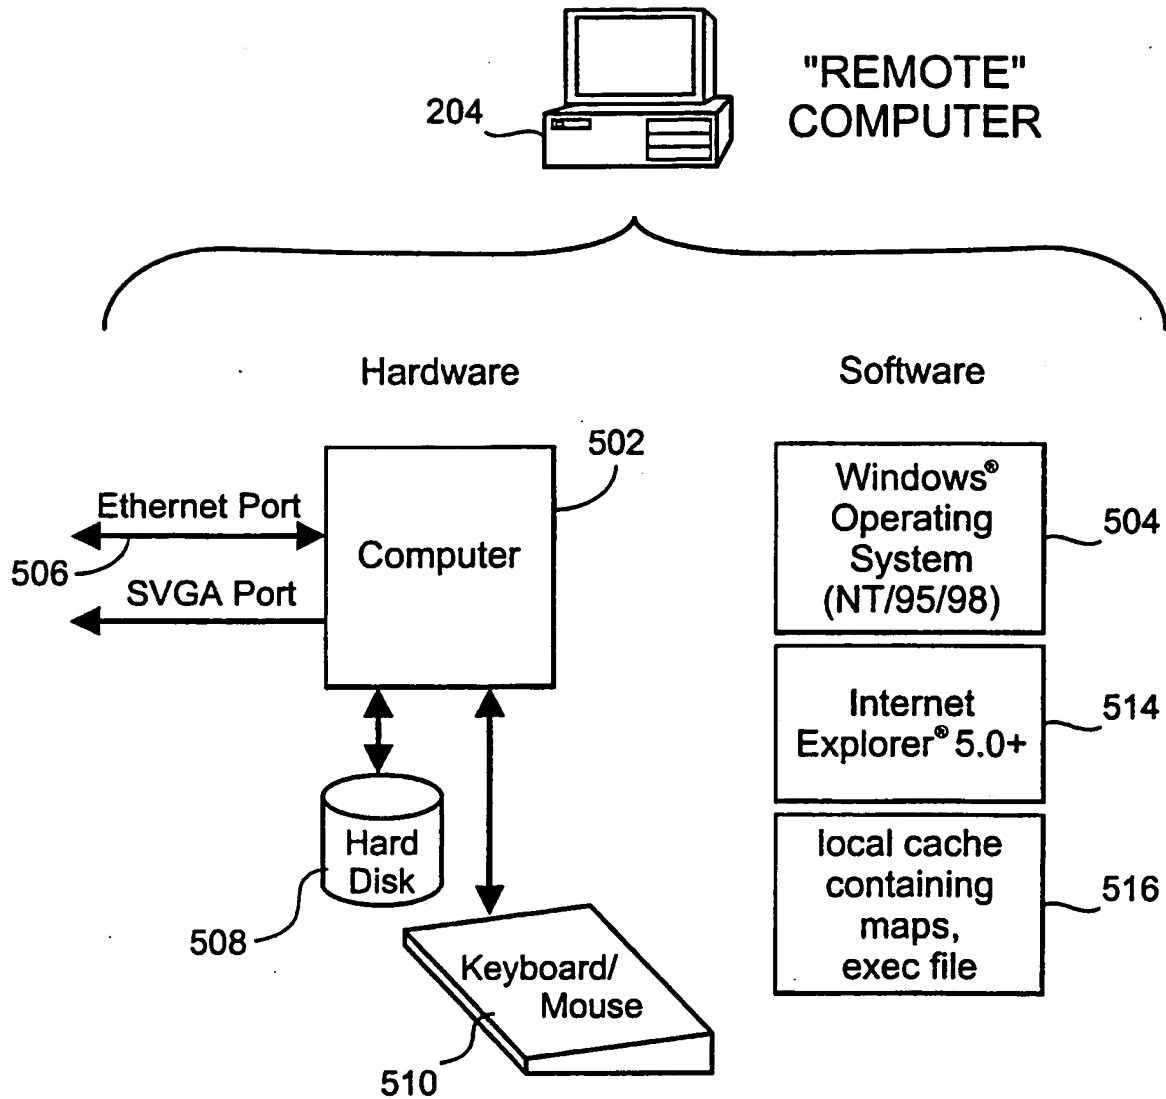 "REMOTE"
COMPUTER
204
Hardware
Software
502
Ethernet Port
506
SVGA Port
Computer
Windows®
Operating
System
(NT/95/98)
504
Internet
Explorer® 5.0+
514
Hard
Disk
508
local cache
containing
maps,
exec file
516
Keyboard/
Mouse
510